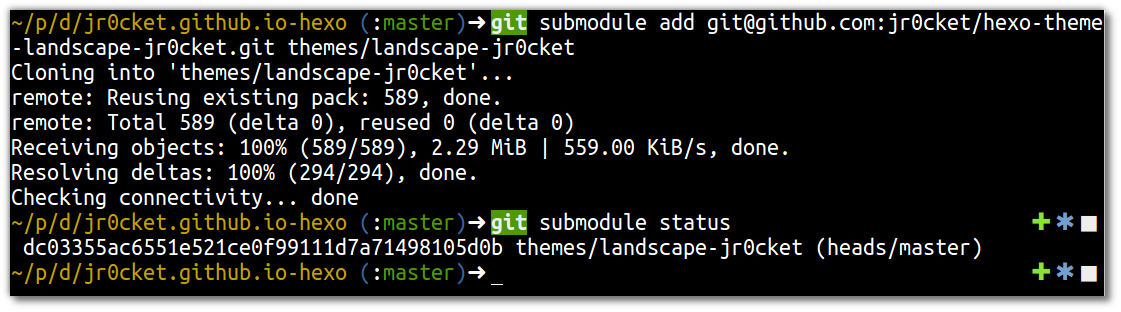 ~/p/d/jr0cket.github.io-hexo (:master)➜git submodule add git@github.com:jr0cket/hexo-theme
-landscape-jr0cket.git themes/landscape-jr0cket
Cloning into 'themes/landscape-jr0cket'...
remote: Reusing existing pack: 589, done.
remote: Total 589 (delta 0), reused 0 (delta 0)
Receiving objects: 100% (589/589), 2.29 MiB | 559.00 KiB/s, done.
Resolving deltas: 100% (294/294), done.
Checking connectivity... done
~/p/d/jr0cket.github.io-hexo (:master)➜git submodule status ✚ ✱ ■
 dc03355ac6551e521ce0f99111d7a71498105d0b themes/landscape-jr0cket (heads/master)
~/p/d/jr0cket.github.io-hexo (:master)➜_ ✚ ✱ ■